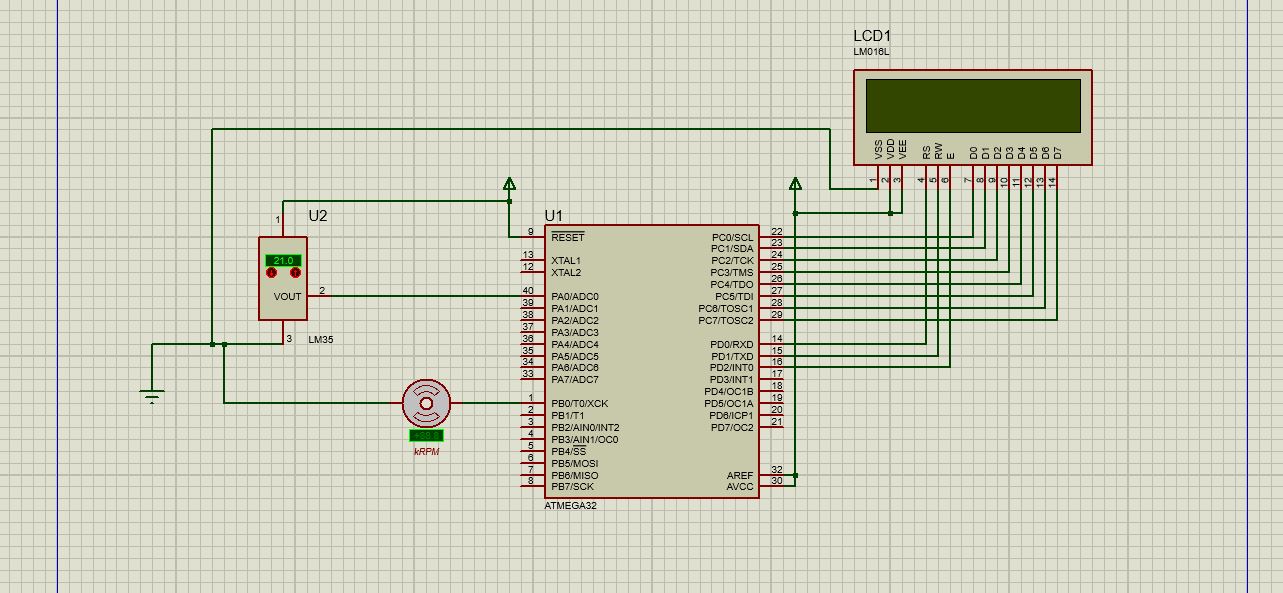 LCD1
LM016L
VSS
VDD
VEE
RS
RW
E
D0
D1
D2
D3
D4
D5
D6
D7
1
2
3
4
5
6
7
8
9
10
11
12
13
14
U2
1
21.0
VOUT
2
3
LM35
kRPM
U1
9 RESET
13 XTAL1
12 XTAL2
40 PA0/ADC0
39 PA1/ADC1
38 PA2/ADC2
37 PA3/ADC3
36 PA4/ADC4
35 PA5/ADC5
34 PA6/ADC6
33 PA7/ADC7
1 PB0/T0/XCK
2 PB1/T1
3 PB2/AIN0/INT2
4 PB3/AIN1/OC0
5 PB4/SS
6 PB5/MOSI
7 PB6/MISO
8 PB7/SCK
PC0/SCL 22
PC1/SDA 23
PC2/TCK 24
PC3/TMS 25
PC4/TDO 26
PC5/TDI 27
PC6/TOSC1 28
PC7/TOSC2 29
PD0/RXD 14
PD1/TXD 15
PD2/INT0 16
PD3/INT1 17
PD4/OC1B 18
PD5/OC1A 19
PD6/ICP1 20
PD7/OC2 21
AREF 32
AVCC 30
ATMEGA32